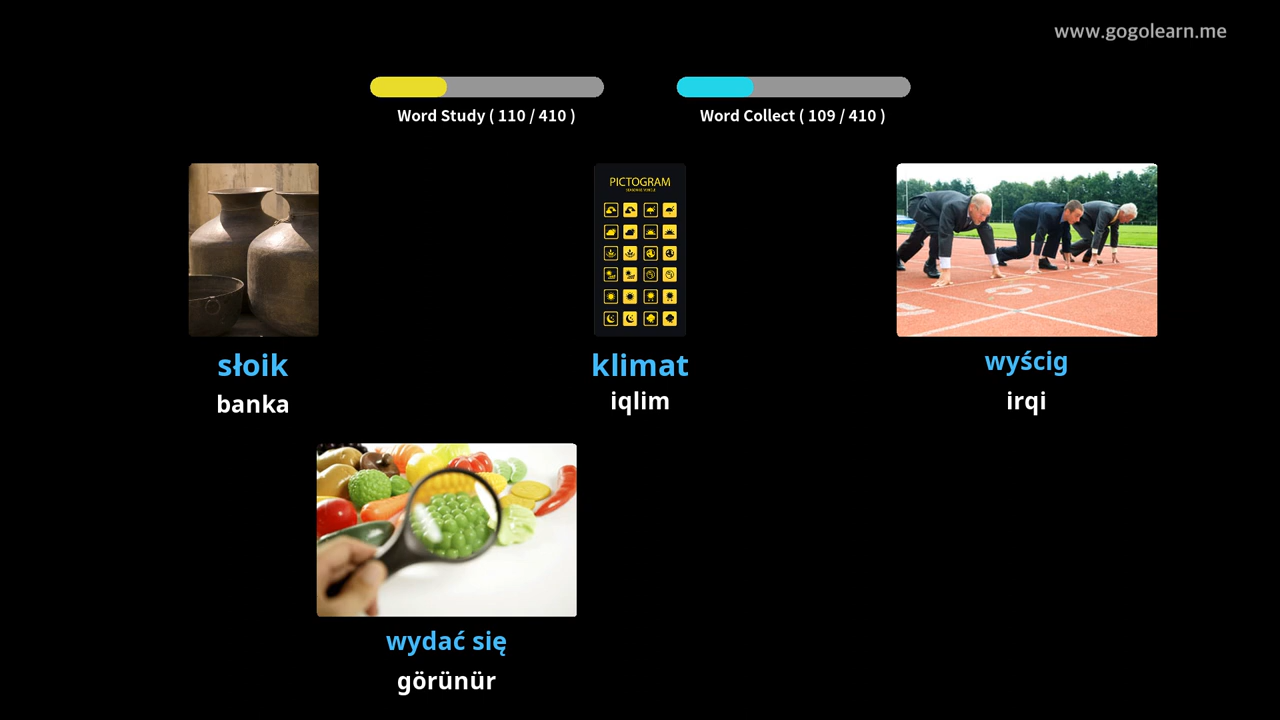 www.gogolearn.me
Word Study ( 110 / 410 )
Word Collect ( 109 / 410 )
PICTOGRAM
słoik
banka
klimat
iqlim
wyścig
irqi
wydać się
görünür